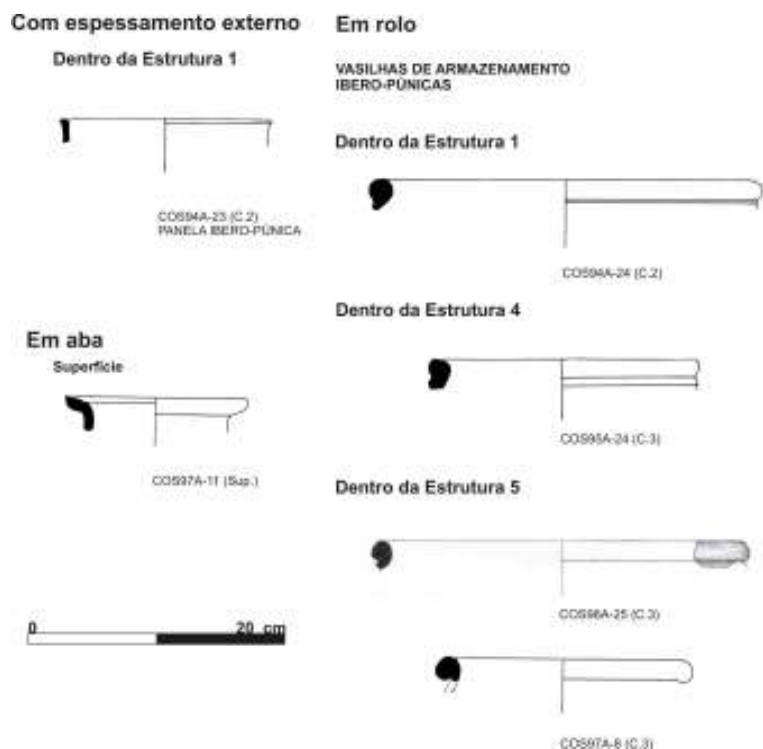 Com espessamento externo
Dentro da Estrutura 1
COS94A-23 (C.2)
PANELA IBERO-PÚNICA
Em aba
Superfície
COS97A-11 (Sup.)
0 20 cm
Em rolo
VASILHAS DE ARMAZENAMENTO
IBERO-PÚNICAS
Dentro da Estrutura 1
COS94A-24 (C.2)
Dentro da Estrutura 4
COS95A-24 (C.3)
Dentro da Estrutura 5
COS96A-25 (C.3)
COS97A-8 (C.3)